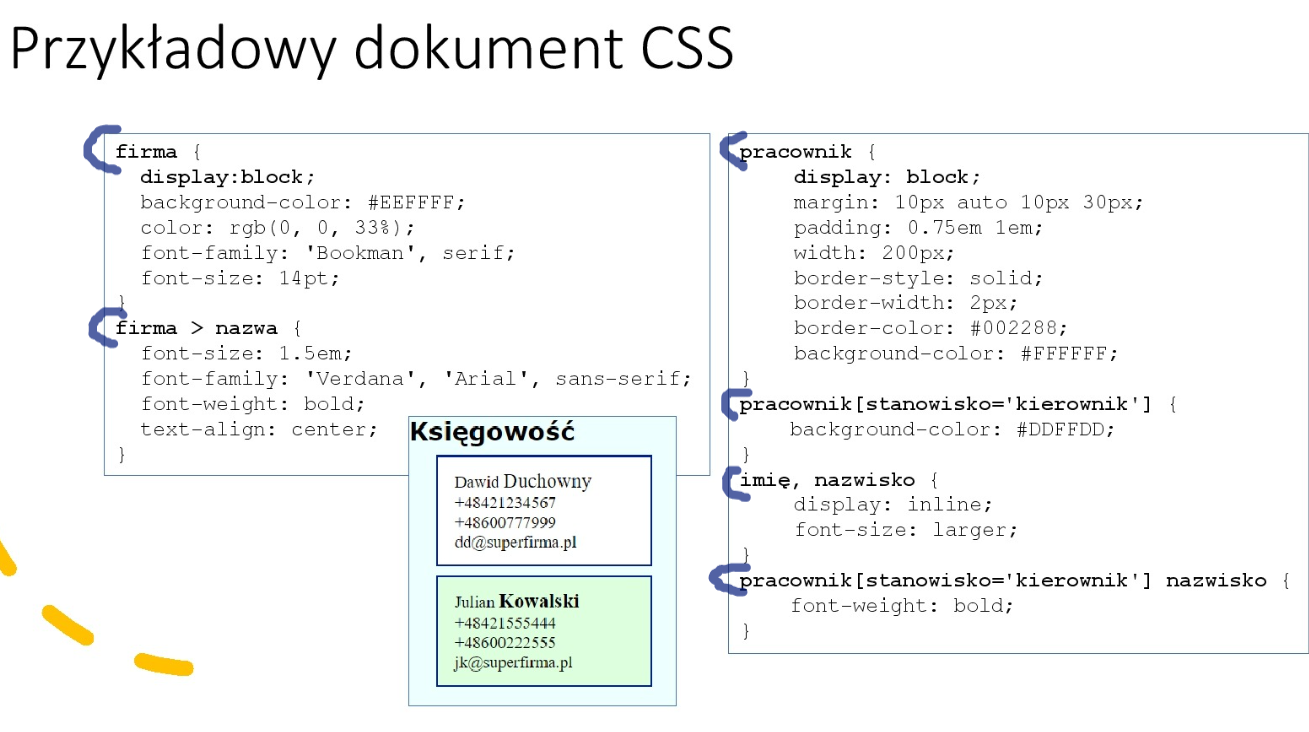 Przykładowy dokument CSS
firma {
display:block;
background-color: #EEFFFF;
color: rgb(0, 0, 33%);
font-family: 'Bookman', serif;
font-size: 14pt;
}
firma > nazwa {
font-size: 1.5em;
font-family: 'Verdana', 'Arial', sans-serif;
font-weight: bold;
text-align: center;
}
pracownik {
display: block;
margin: 10px auto 10px 30px;
padding: 0.75em 1em;
width: 200px;
border-style: solid;
border-width: 2px;
border-color: #002288;
background-color: #FFFFFF;
}
pracownik[stanowisko='kierownik'] {
background-color: #DDFFDD;
}
imię, nazwisko {
display: inline;
font-size: larger;
}
pracownik[stanowisko='kierownik'] nazwisko {
font-weight: bold;
}
Księgowość
Dawid Duchowny
+48421234567
+48600777999
dd@superfirma.pl
Julian Kowalski
+48421555444
+48600222555
jk@superfirma.pl